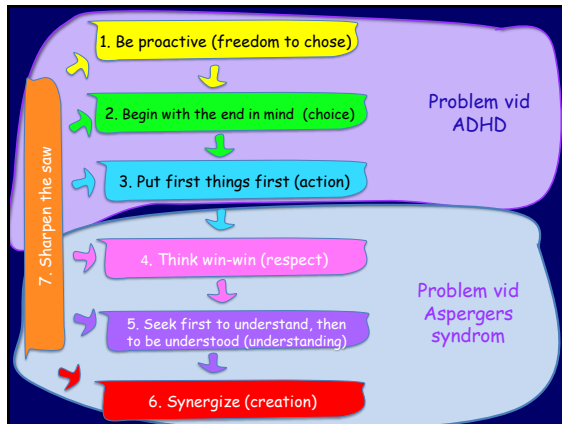 1. Be proactive (freedom to chose)
2. Begin with the end in mind (choice)
Problem vid
ADHD
3. Put first things first (action)
7. Sharpen the saw
4. Think win-win (respect)
Problem vid
Aspergers
syndrom
5. Seek first to understand, then
to be understood (understanding)
6. Synergize (creation)